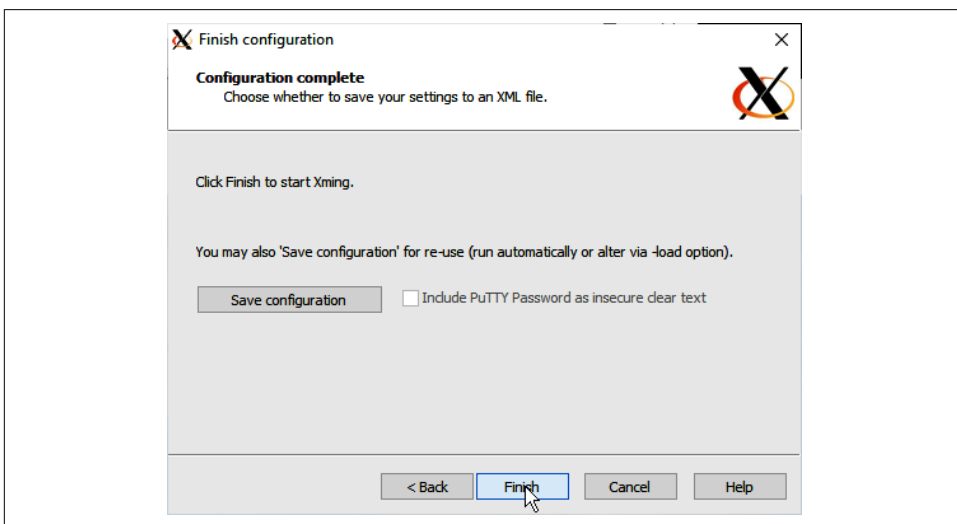 Finish configuration
Configuration complete
Choose whether to save your settings to an XML file.
Click Finish to start Xming.
You may also 'Save configuration' for re-use (run automatically or alter via -load option).
Save configuration
Include PuTTY Password as insecure clear text
< Back
Finish
Cancel
Help